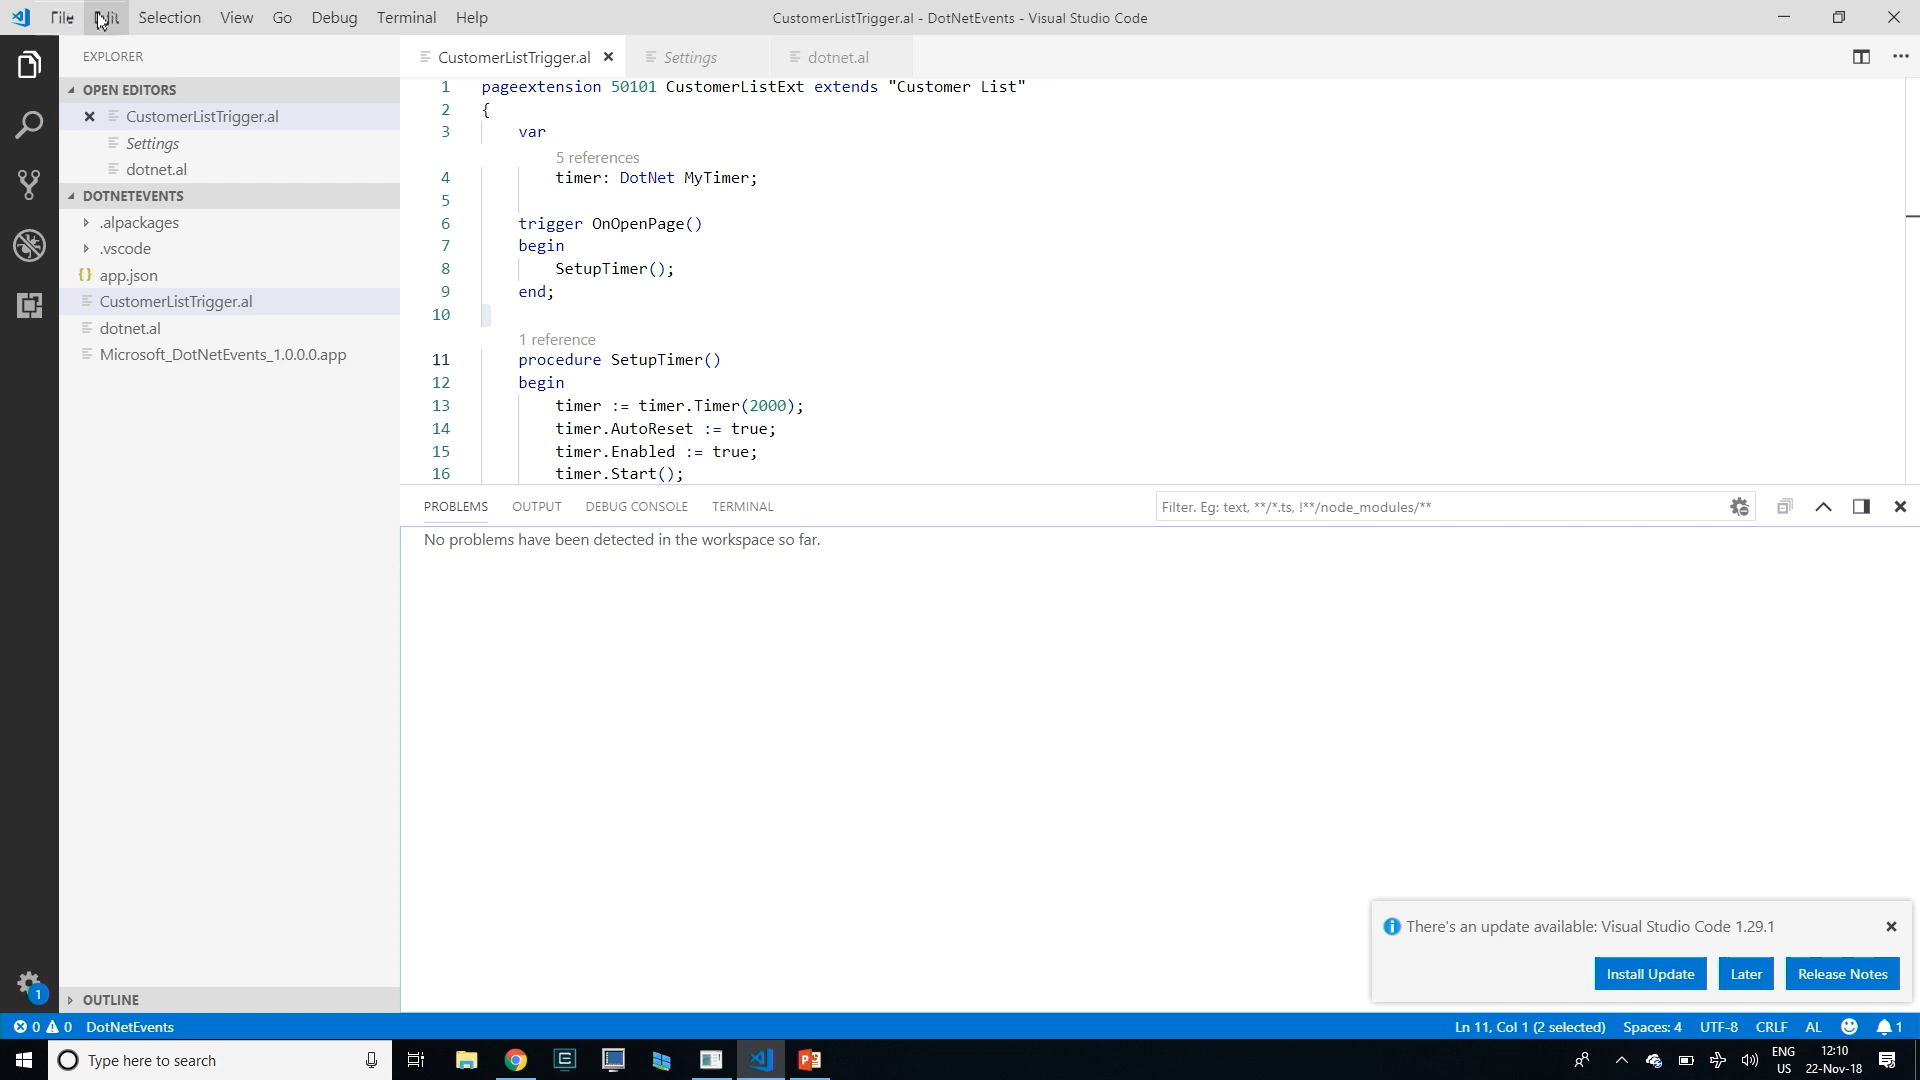 File Edit Selection View Go Debug Terminal Help
CustomerListTrigger.al - DotNetEvents - Visual Studio Code
EXPLORER
OPEN EDITORS
CustomerListTrigger.al
Settings
dotnet.al
DOTNETEVENTS
.alpackages
.vscode
{} app.json
CustomerListTrigger.al
dotnet.al
Microsoft_DotNetEvents_1.0.0.0.app
OUTLINE
CustomerListTrigger.al Settings dotnet.al
1 pageextension 50101 CustomerListExt extends "Customer List"
2 {
3 var
5 references
4 timer: DotNet MyTimer;
5
6 trigger OnOpenPage()
7 begin
8 SetupTimer();
9 end;
10
1 reference
11 procedure SetupTimer()
12 begin
13 timer := timer.Timer(2000);
14 timer.AutoReset := true;
15 timer.Enabled := true;
16 timer.Start();
PROBLEMS OUTPUT DEBUG CONSOLE TERMINAL
Filter. Eg: text, **/*.ts, !**/node_modules/**
No problems have been detected in the workspace so far.
There's an update available: Visual Studio Code 1.29.1
Install Update Later Release Notes
1
0 0 DotNetEvents
Ln 11, Col 1 (2 selected) Spaces: 4 UTF-8 CRLF AL 1
Type here to search
ENG
US
12:10
22-Nov-18